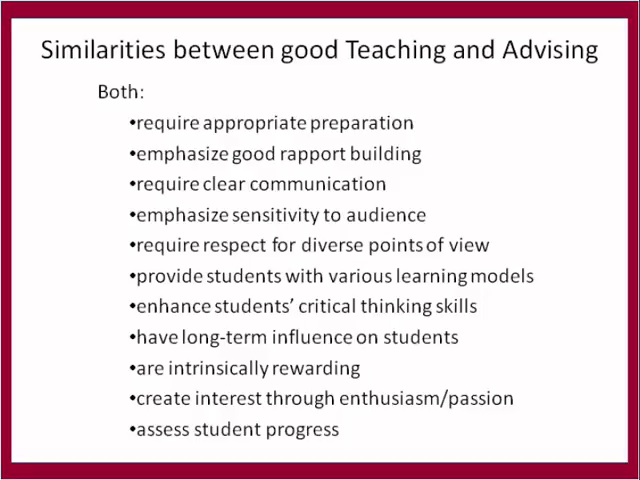 Similarities between good Teaching and Advising
Both:
•require appropriate preparation
•emphasize good rapport building
•require clear communication
•emphasize sensitivity to audience
•require respect for diverse points of view
•provide students with various learning models
•enhance students’ critical thinking skills
•have long-term influence on students
•are intrinsically rewarding
•create interest through enthusiasm/passion
•assess student progress